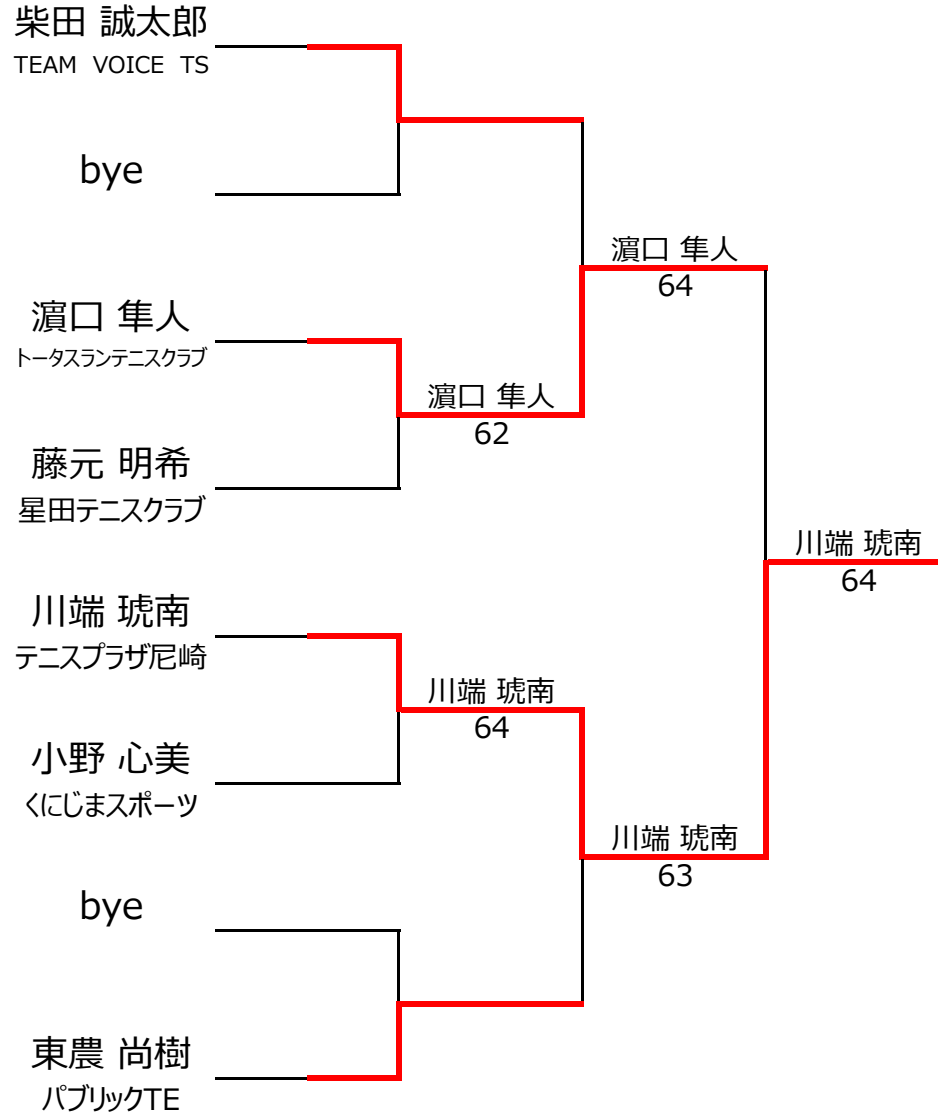 柴田 誠太郎
TEAM VOICE TS
bye
濵口 隼人
64
濵口 隼人
トータスランテニスクラブ
濵口 隼人
62
藤元 明希
星田テニスクラブ
川端 琥南
64
川端 琥南
テニスプラザ尼崎
川端 琥南
64
小野 心美
くにじまスポーツ
川端 琥南
63
bye
東農 尚樹
パブリックTE